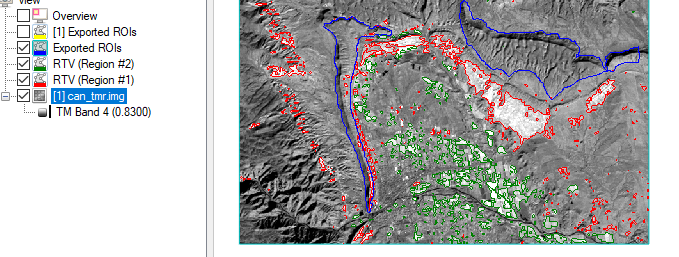 View
Overview
[1] Exported ROIs
Exported ROIs
RTV (Region #2)
RTV (Region #1)
[1] can_tmr.img
TM Band 4 (0.8300)